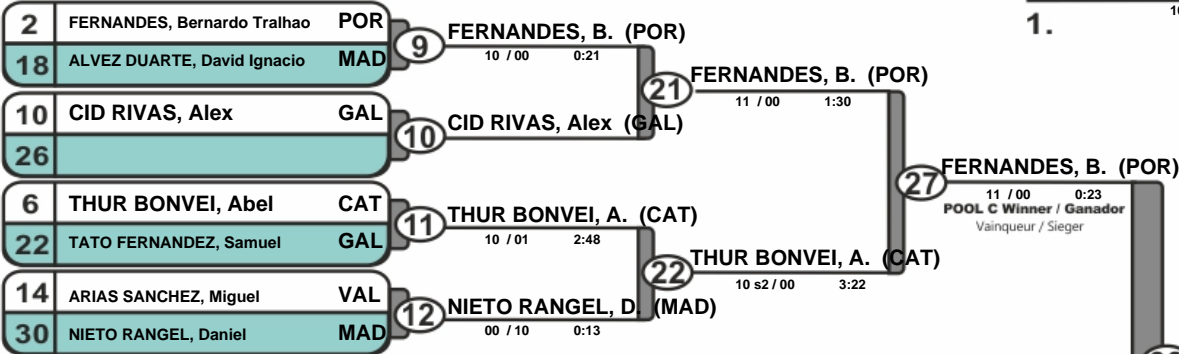 2 FERNANDES, Bernardo Tralhao POR
18 ALVEZ DUARTE, David Ignacio MAD
9 FERNANDES, B. (POR)
10 / 00 0:21
10 CID RIVAS, Alex GAL
26
10 CID RIVAS, Alex (GAL)
21 FERNANDES, B. (POR)
11 / 00 1:30
6 THUR BONVEI, Abel CAT
22 TATO FERNANDEZ, Samuel GAL
11 THUR BONVEI, A. (CAT)
10 / 01 2:48
14 ARIAS SANCHEZ, Miguel VAL
30 NIETO RANGEL, Daniel MAD
12 NIETO RANGEL, D. (MAD)
00 / 10 0:13
22 THUR BONVEI, A. (CAT)
10 s2 / 00 3:22
27 FERNANDES, B. (POR)
11 / 00 0:23
POOL C Winner / Ganador
Vainqueur / Sieger
1.